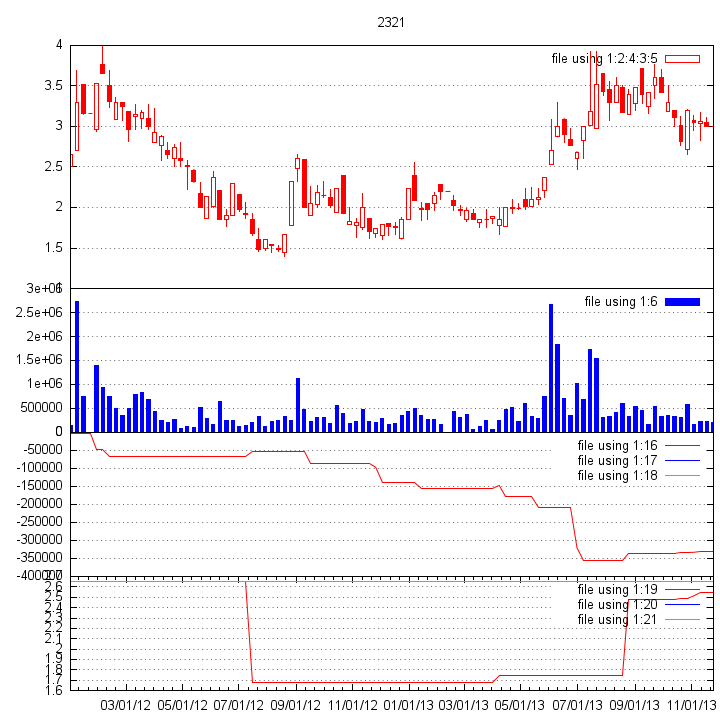 2321
4
file using 1:2:4:3:5
3.5
3
2.5
2
1.5
3e+06
file using 1:6
2.5e+06
2e+06
1.5e+06
1e+06
500000
0
file using 1:16
-50000
file using 1:17
-100000
file using 1:18
-150000
-200000
-250000
-300000
-350000
-400000
2.6
file using 1:19
2.5
file using 1:20
2.4
file using 1:21
2.3
2.2
2.1
2
1.9
1.8
1.7
1.6
03/01/12 05/01/12 07/01/12 09/01/12 11/01/12 01/01/13 03/01/13 05/01/13 07/01/13 09/01/13 11/01/13